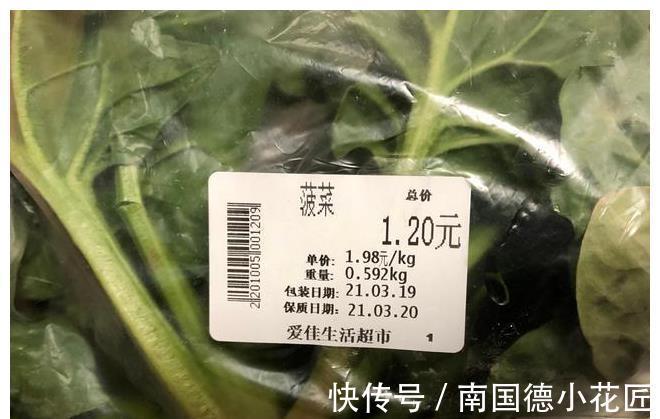 菠菜
总价
1.20元
单价: 1.98元/kg
重量: 0.592kg
包装日期: 21.03.19
保质日期: 21.03.20
爱佳生活超市 1
2201005001209
快传号 / 南国德小花匠